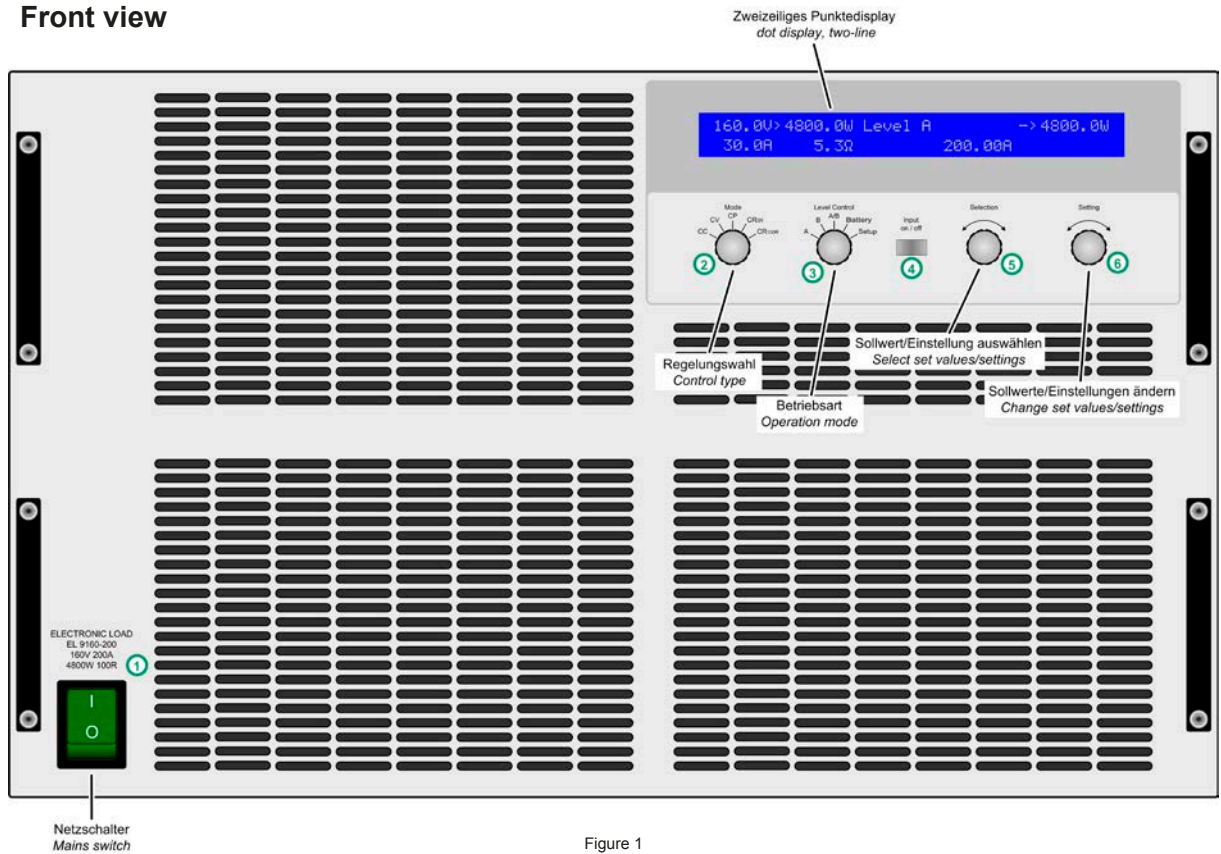 Front view
Zweizeiliges Punktedisplay
dot display, two-line
160.0V>4800.0W Level A ->4800.0W
30.0A 5.3Ω 200.00A
Mode
CC CV CP CR
Level Control
A B A/B Battery Setup
Input
on / off
Selection
Setting
2
3
4
5
6
Regelungswahl
Control type
Betriebsart
Operation mode
Sollwert/Einstellung auswählen
Select set values/settings
Sollwerte/Einstellungen ändern
Change set values/settings
ELECTRONIC LOAD
EL 9160-200
160V 200A
4800W 100R
1
I
O
Netzschalter
Mains switch
Figure 1